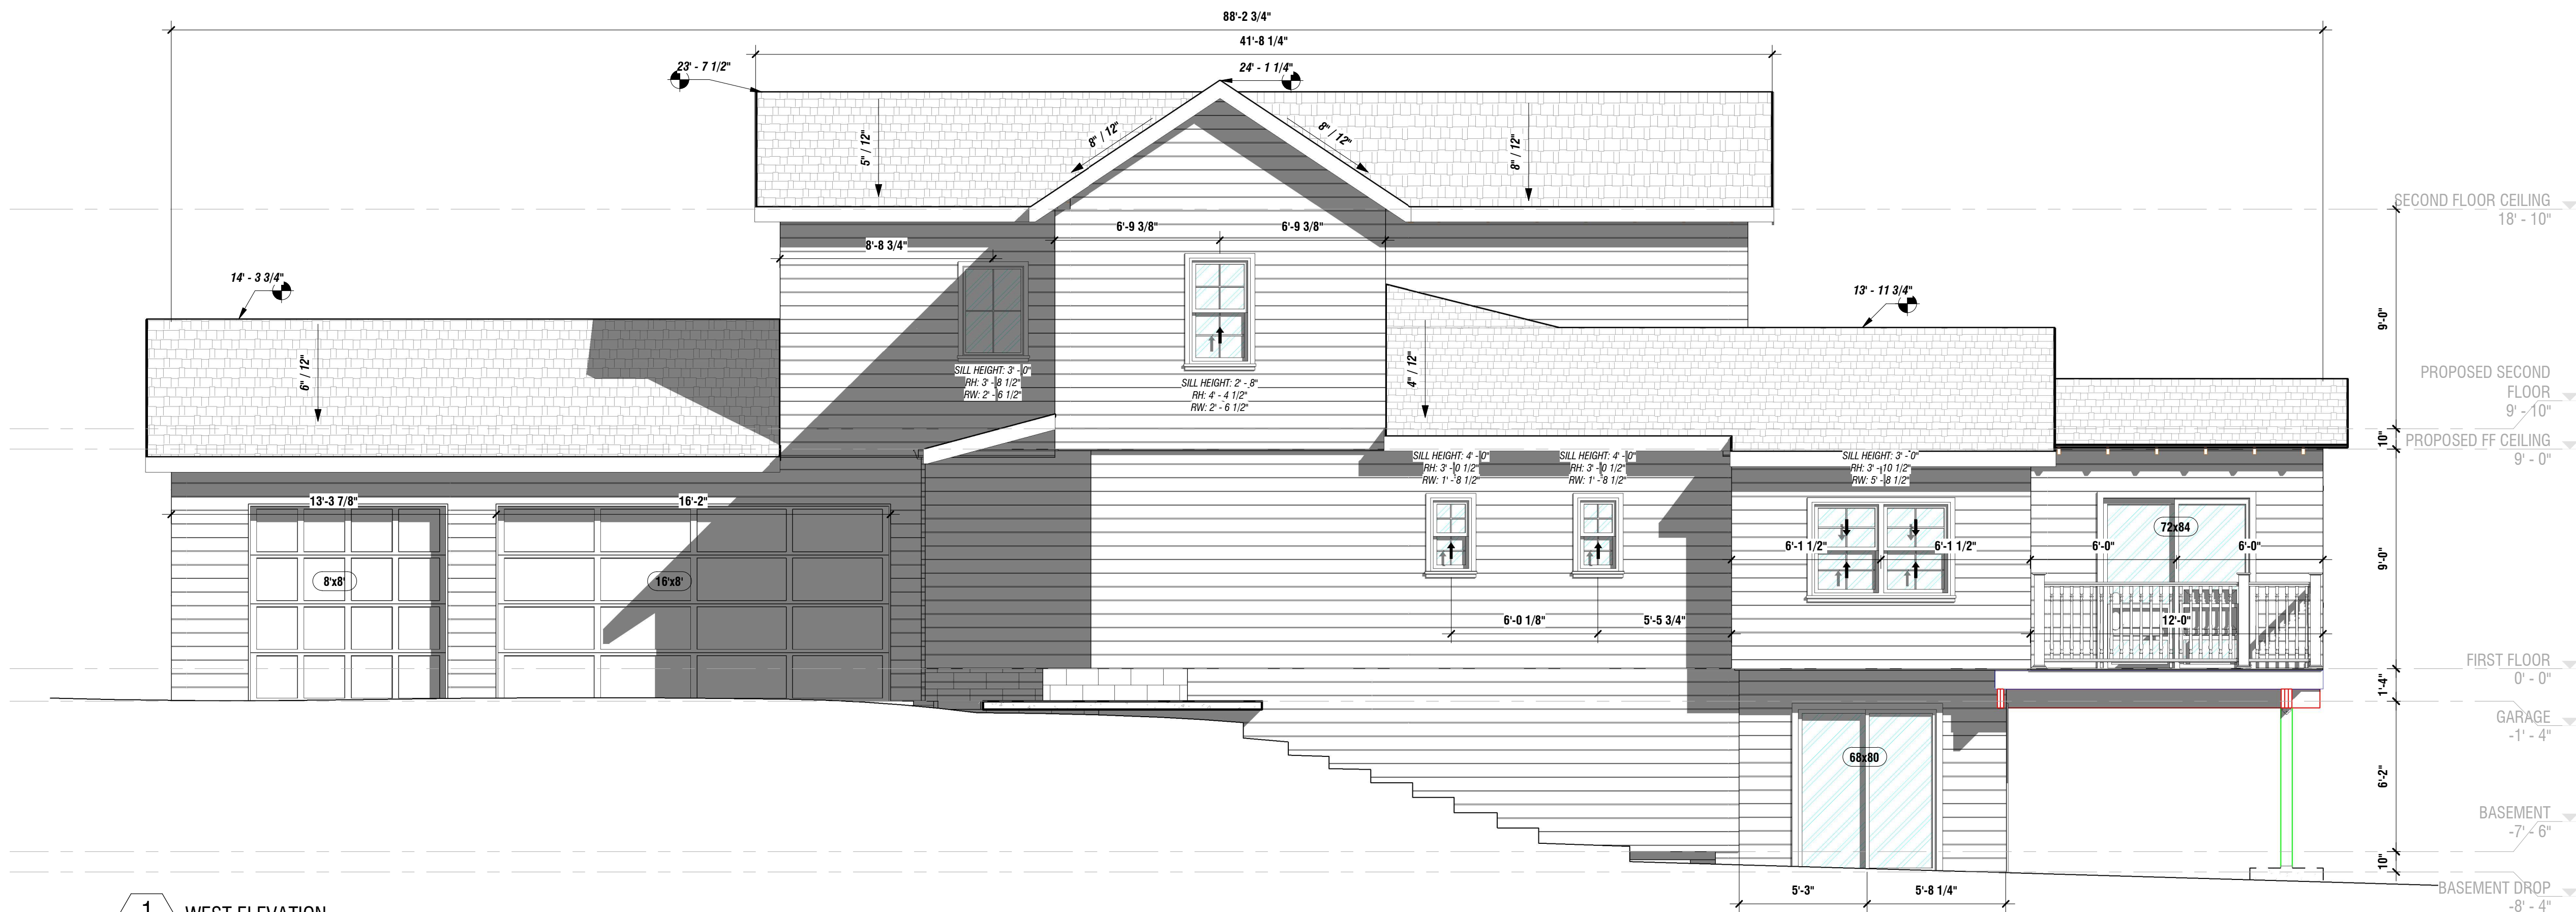 88'-2 3/4"
41'-8 1/4"
23' - 7 1/2"
24' - 1 1/4"
5" / 12"
8" / 12"
8" / 12"
8" / 12"
SECOND FLOOR CEILING
18' - 10"
8'-8 3/4"
6'-9 3/8"
6'-9 3/8"
14' - 3 3/4"
13' - 11 3/4"
9'-0"
6" / 12"
4" / 12"
SILL HEIGHT: 3' - 0"
RH: 3' - 8 1/2"
RW: 2' - 6 1/2"
SILL HEIGHT: 2' - 8"
RH: 4' - 4 1/2"
RW: 2' - 6 1/2"
PROPOSED SECOND
FLOOR
9' - 10"
10"
PROPOSED FF CEILING
9' - 0"
SILL HEIGHT: 4' - 0"
RH: 3' - 0 1/2"
RW: 1' - 8 1/2"
SILL HEIGHT: 4' - 0"
RH: 3' - 0 1/2"
RW: 1' - 8 1/2"
SILL HEIGHT: 3' - 0"
RH: 3' - 10 1/2"
RW: 5' - 8 1/2"
13'-3 7/8"
16'-2"
72x84
6'-1 1/2"
6'-1 1/2"
6'-0"
6'-0"
9'-0"
8'x8'
16'x8'
6'-0 1/8"
5'-5 3/4"
12'-0"
FIRST FLOOR
0' - 0"
1'-4"
GARAGE
-1' - 4"
68x80
6'-2"
BASEMENT
-7' - 6"
10"
5'-3"
5'-8 1/4"
BASEMENT DROP
-8' - 4"
1
WEST ELEVATION